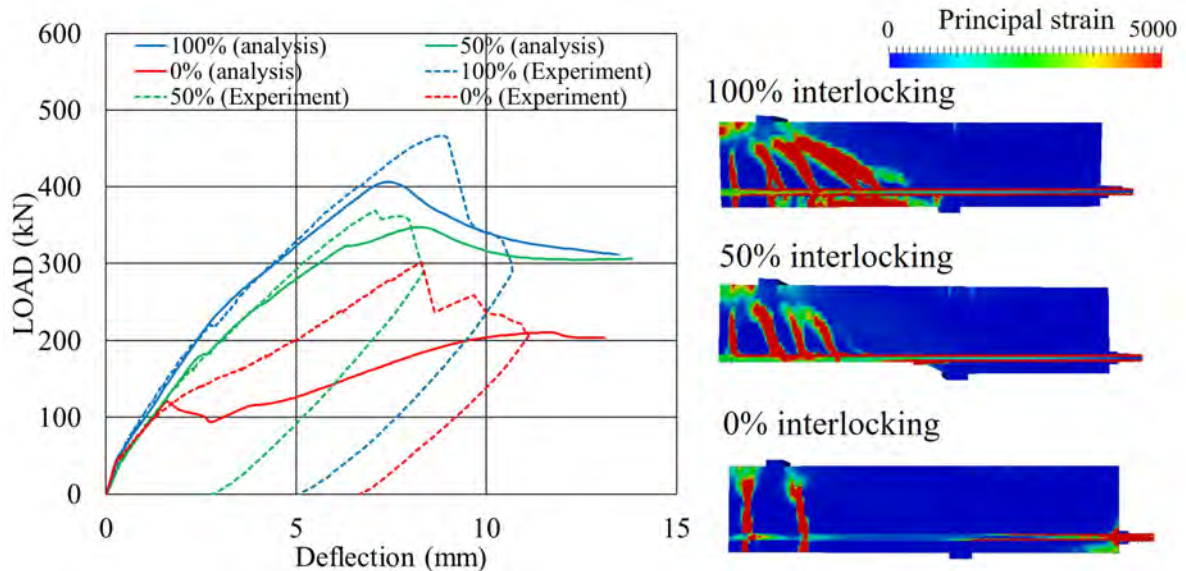 600
500
400
300
200
100
0
LOAD (kN)
100% (analysis)
50% (analysis)
0% (analysis)
100% (Experiment)
50% (Experiment)
0% (Experiment)
0
5
10
15
Deflection (mm)
Principal strain
0
5000
100% interlocking
50% interlocking
0% interlocking